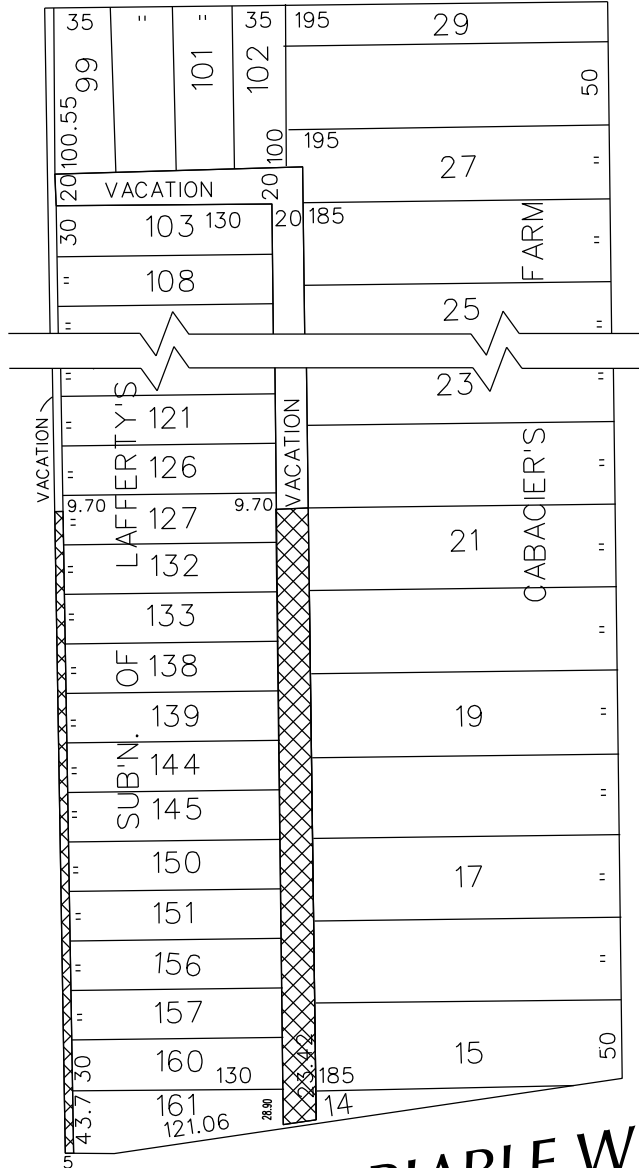 35 " " 35 195 29
99 101 102
50
100.55 100 195
27 "
20 VACATION 20
30 103 130 20 185
FARM
" 108 "
" 25 "
" 23
VACATION LAFFERTY'S VACATION CABACIER'S
" 121
" 126 "
9.70 9.70
" 127 21
" 132
" 133 "
SUB'N. OF
" 138
" 139 19 "
" 144
" 145 "
" 150 17 "
" 151
" 156 "
" 157
30 160 130 23.42 185 15 50
43.7 161 121.06 28.90 14
5
RIABLE W